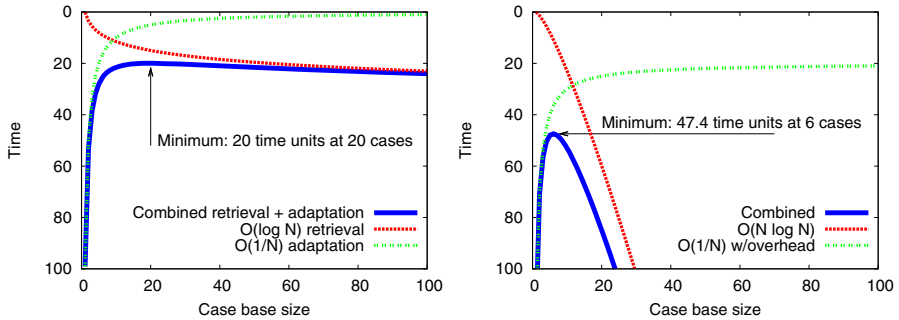 0
20
40
60
80
100
Time
0
20
40
60
80
100
Case base size
Minimum: 20 time units at 20 cases
Combined retrieval + adaptation
O(log N) retrieval
O(1/N) adaptation
0
20
40
60
80
100
Time
0
20
40
60
80
100
Case base size
Minimum: 47.4 time units at 6 cases
Combined
O(N log N)
O(1/N) w/overhead